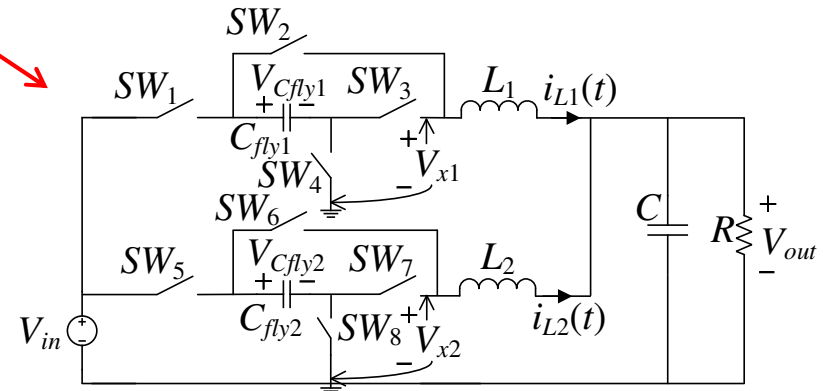 SW2
VCfly1 SW3 L1 iL1(t)
SW1
+ −
Cfly1 + Vx1 −
SW4
SW6
VCfly2 SW7 L2 C R + Vout −
SW5
+ −
Cfly2 SW8 + Vx2 − iL2(t)
Vin + −